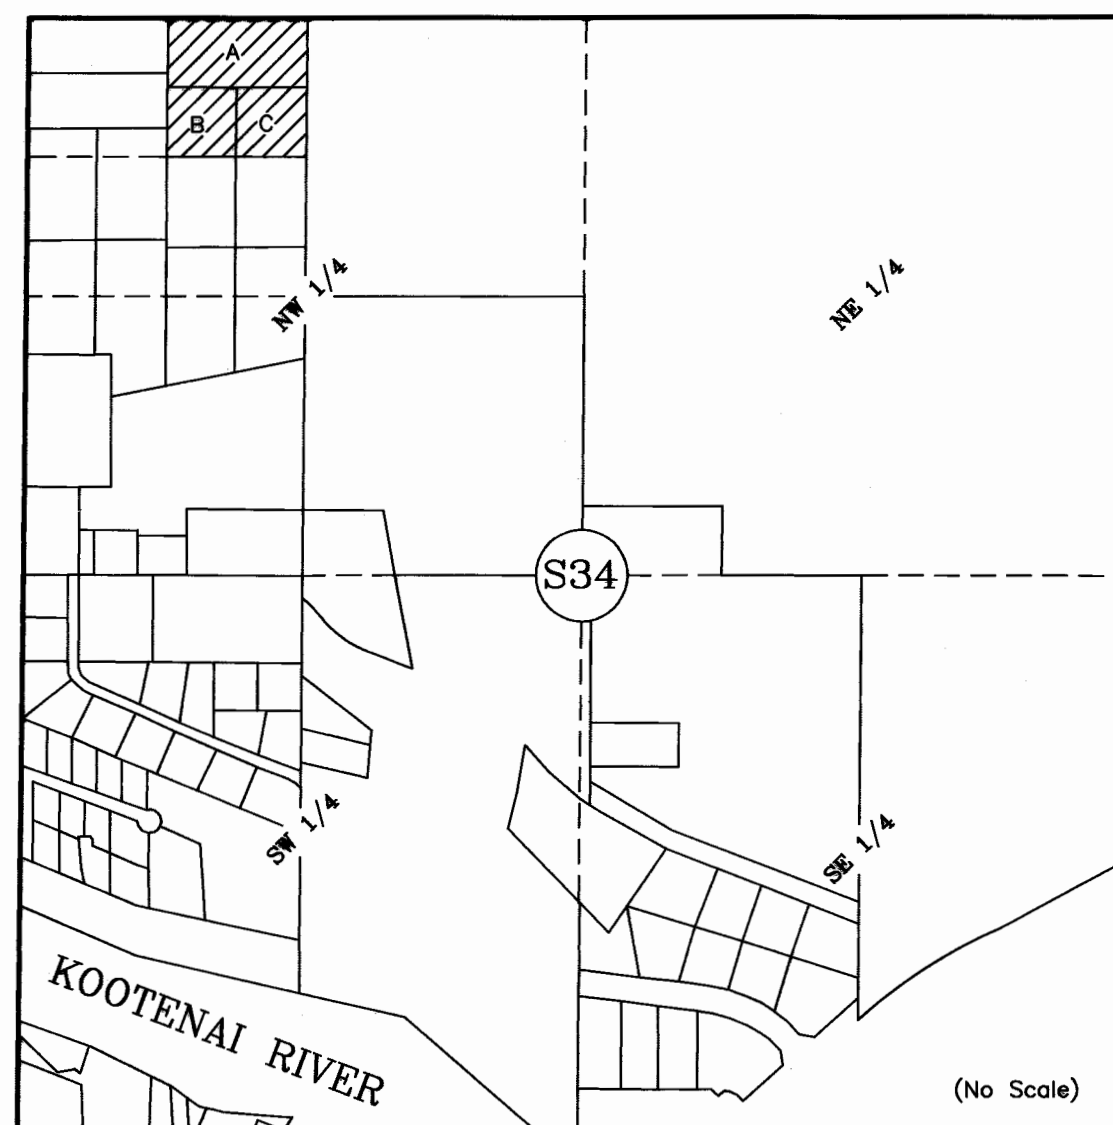 A
B C
NW 1/4
NE 1/4
S34
SW 1/4
SE 1/4
KOOTENAI RIVER
(No Scale)